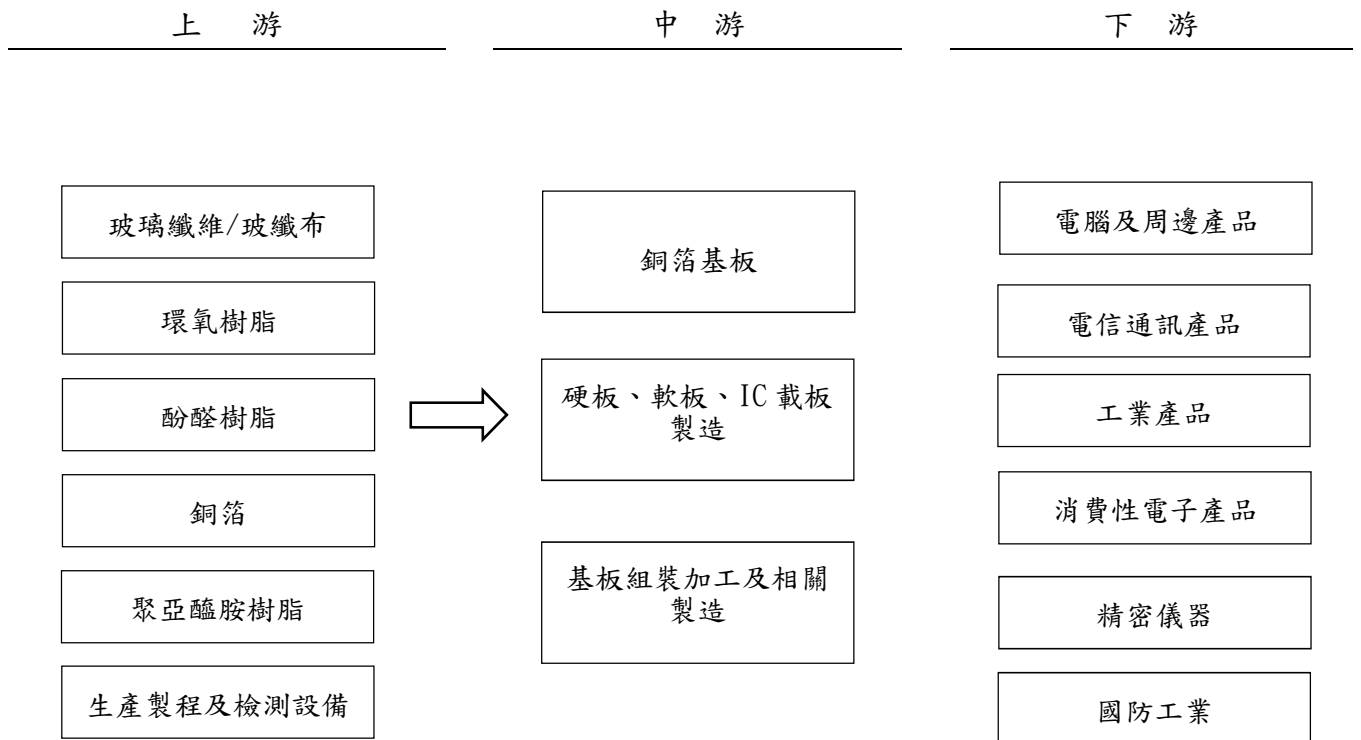 上 游
中 游
下 游
玻璃纖維/玻纖布
環氧樹脂
酚醛樹脂
銅箔
聚亞醯胺樹脂
生產製程及檢測設備
銅箔基板
硬板、軟板、IC 載板
製造
基板組裝加工及相關
製造
電腦及周邊產品
電信通訊產品
工業產品
消費性電子產品
精密儀器
國防工業